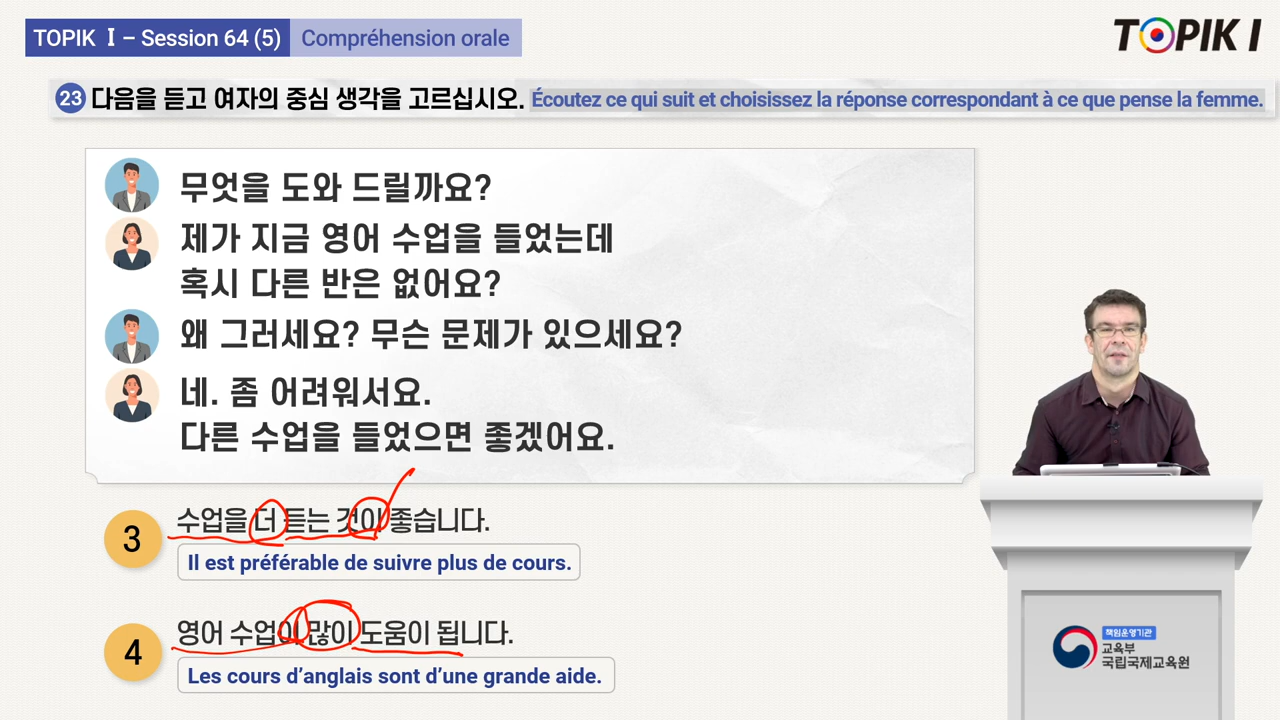 TOPIK Ⅰ – Session 64 (5) Compréhension orale
TOPIK I
23 다음을 듣고 여자의 중심 생각을 고르십시오. Écoutez ce qui suit et choisissez la réponse correspondant à ce que pense la femme.
무엇을 도와 드릴까요?
제가 지금 영어 수업을 들었는데
혹시 다른 반은 없어요?
왜 그러세요? 무슨 문제가 있으세요?
네. 좀 어려워서요.
다른 수업을 들었으면 좋겠어요.
3 수업을 더 듣는 것이 좋습니다.
Il est préférable de suivre plus de cours.
4 영어 수업이 많이 도움이 됩니다.
Les cours d’anglais sont d’une grande aide.
책임운영기관
교육부
국립국제교육원